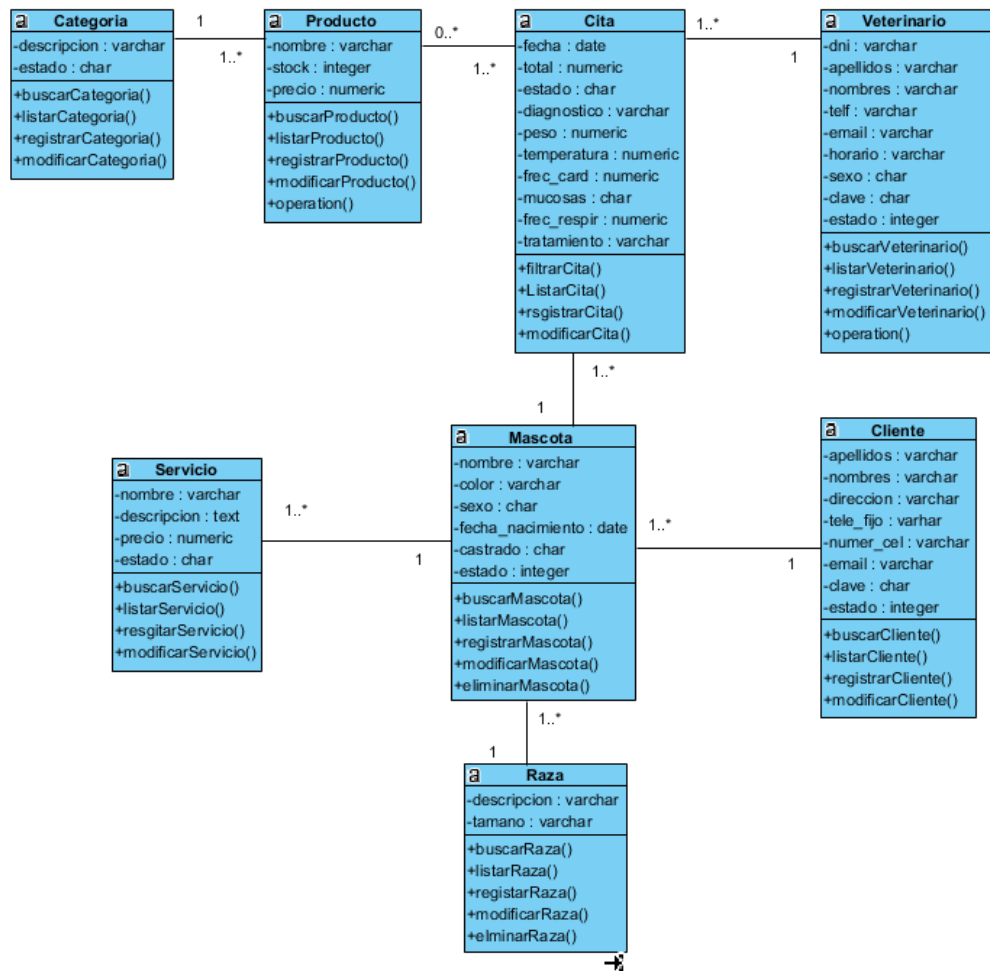 Categoria
-descripcion : varchar
-estado : char
+buscarCategoria()
+listarCategoria()
+registrarCategoria()
+modificarCategoria()
1
1..*
Producto
-nombre : varchar
-stock : integer
-precio : numeric
+buscarProducto()
+listarProducto()
+registrarProducto()
+modificarProducto()
+operation()
0..*
1..*
Cita
-fecha : date
-total : numeric
-estado : char
-diagnostico : varchar
-peso : numeric
-temperatura : numeric
-frec_card : numeric
-mucosas : char
-frec_respir : numeric
-tratamiento : varchar
+filtrarCita()
+ListarCita()
+rsgistrarCita()
+modificarCita()
1..*
1
Veterinario
-dni : varchar
-apellidos : varchar
-nombres : varchar
-telf : varchar
-email : varchar
-horario : varchar
-sexo : char
-clave : char
-estado : integer
+buscarVeterinario()
+listarVeterinario()
+registrarVeterinario()
+modificarVeterinario()
+operation()
1..*
1
Servicio
-nombre : varchar
-descripcion : text
-precio : numeric
-estado : char
+buscarServicio()
+listarServicio()
+resgitarServicio()
+modificarServicio()
1..*
1
Mascota
-nombre : varchar
-color : varchar
-sexo : char
-fecha_nacimiento : date
-castrado : char
-estado : integer
+buscarMascota()
+listarMascota()
+registrarMascota()
+modificarMascota()
+eliminarMascota()
1..*
1
Cliente
-apellidos : varchar
-nombres : varchar
-direccion : varchar
-tele_fijo : varhar
-numer_cel : varchar
-email : varchar
-clave : char
-estado : integer
+buscarCliente()
+listarCliente()
+registrarCliente()
+modificarCliente()
1..*
1
Raza
-descripcion : varchar
-tamano : varchar
+buscarRaza()
+listarRaza()
+registarRaza()
+modificarRaza()
+elminarRaza()